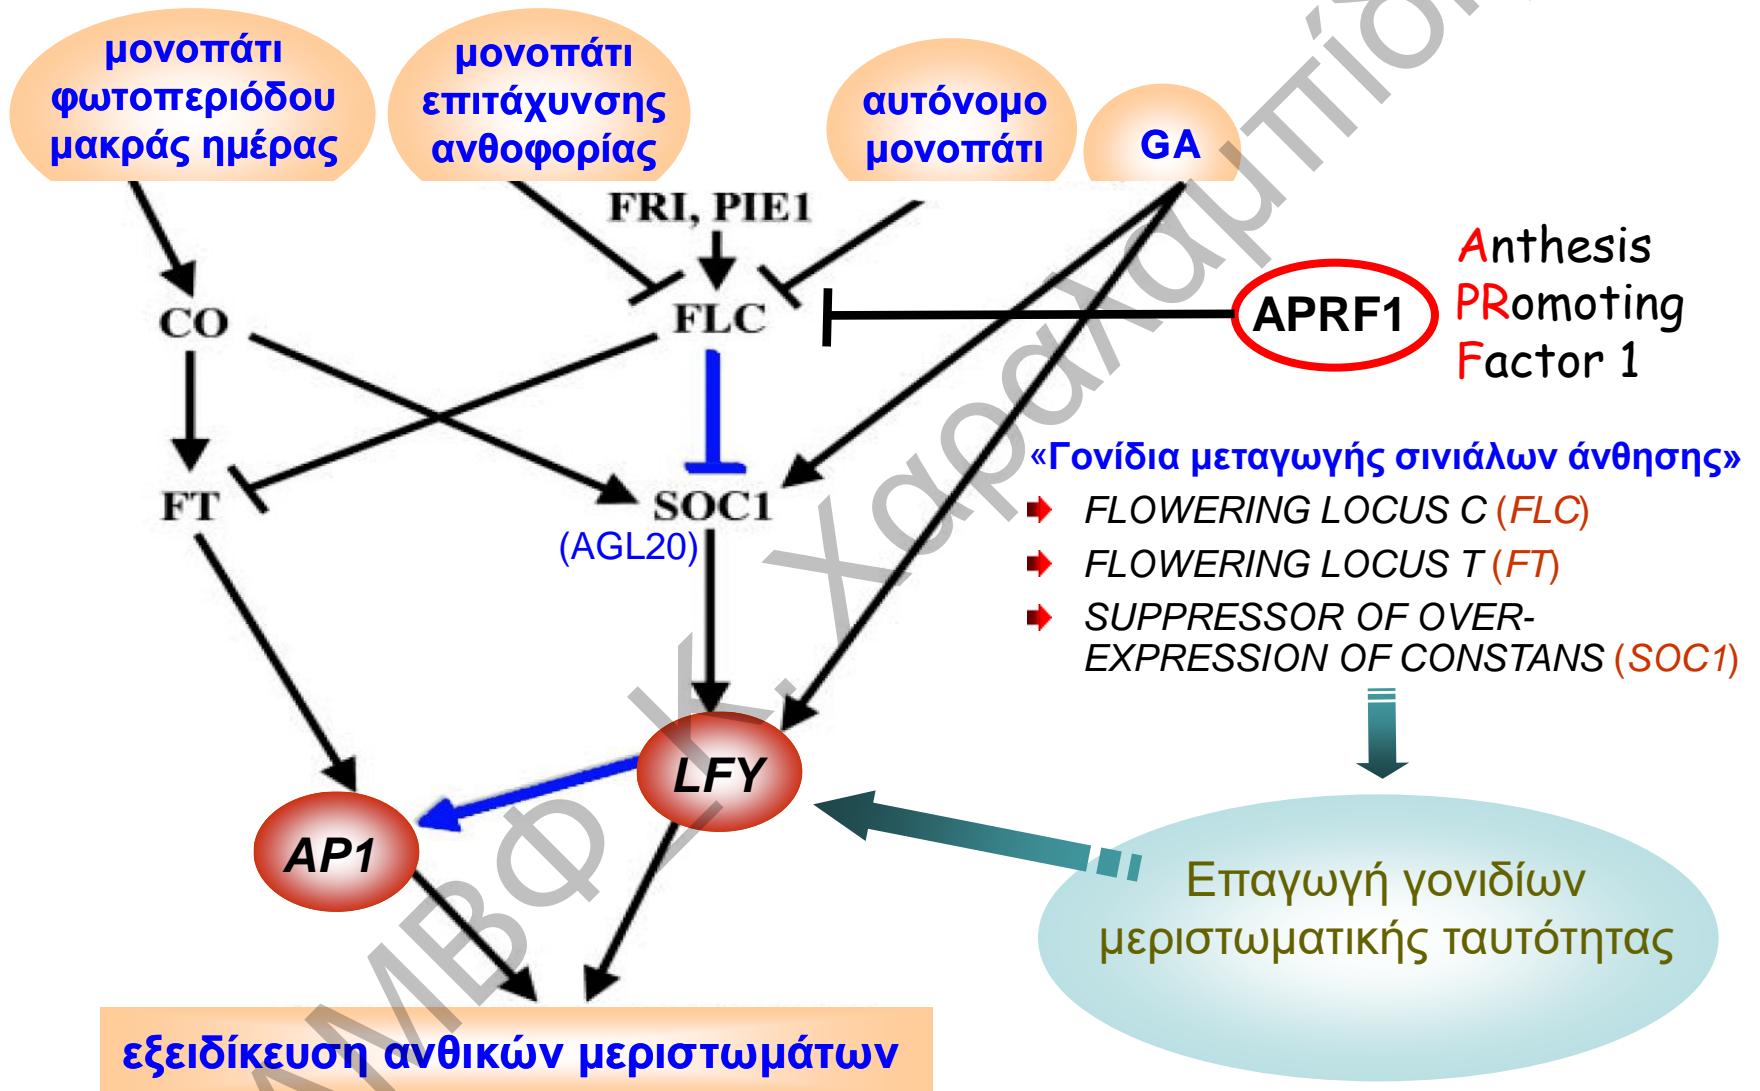 μονοπάτι
φωτοπεριόδου
μακράς ημέρας
μονοπάτι
επιτάχυνσης
ανθοφορίας
αυτόνομο
μονοπάτι
GA
FRI, PIE1
CO
FLC
APRF1
Anthesis
PRomoting
Factor 1
FT
SOC1
(AGL20)
«Γονίδια μεταγωγής σινιάλων άνθησης»
FLOWERING LOCUS C (FLC)
FLOWERING LOCUS T (FT)
SUPPRESSOR OF OVER-
EXPRESSION OF CONSTANS (SOC1)
LFY
AP1
Επαγωγή γονιδίων
μεριστωματικής ταυτότητας
εξειδίκευση ανθικών μεριστωμάτων